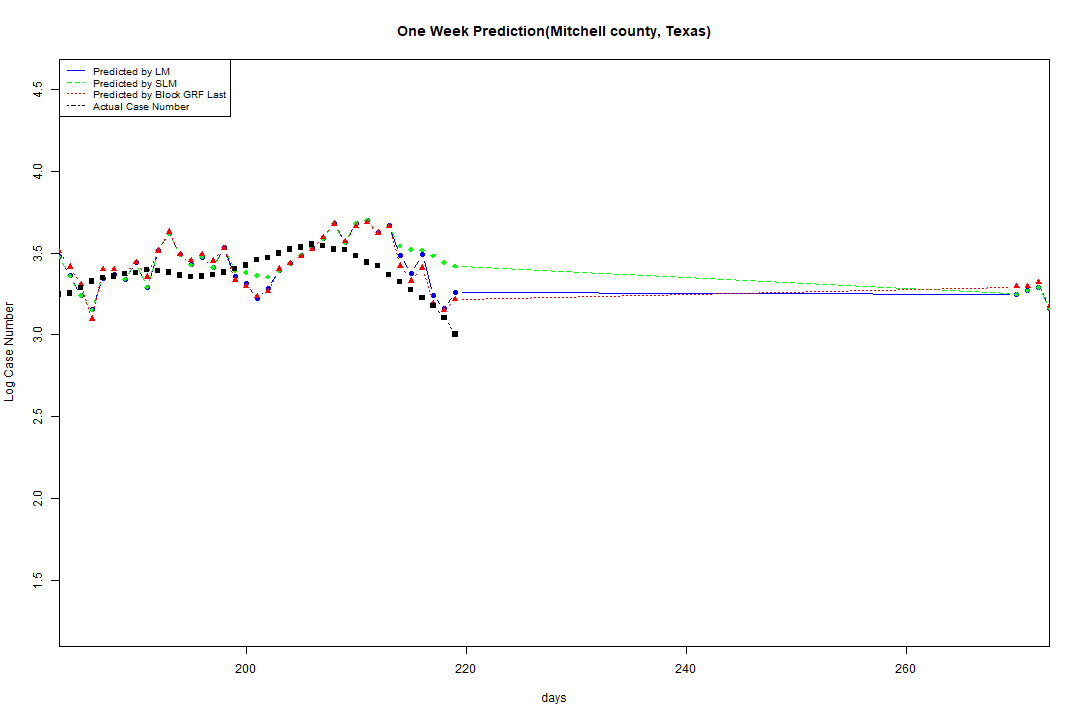 One Week Prediction(Mitchell county, Texas)
Predicted by LM
Predicted by SLM
Predicted by Block GRF Last
Actual Case Number
4.5
4.0
3.5
3.0
2.5
2.0
1.5
Log Case Number
200
220
240
260
days